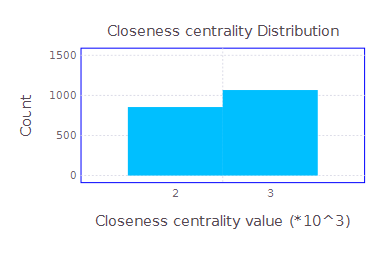 Closeness centrality Distribution
1500
1000
500
0
Count
2 3
Closeness centrality value (*10^3)